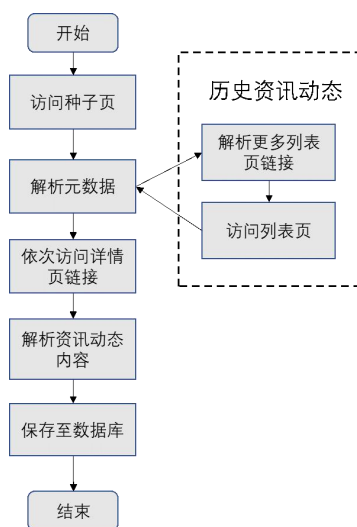 开始
访问种子页
解析元数据
依次访问详情
页链接
解析资讯动态
内容
保存至数据库
结束
历史资讯动态
解析更多列表
页链接
访问列表页